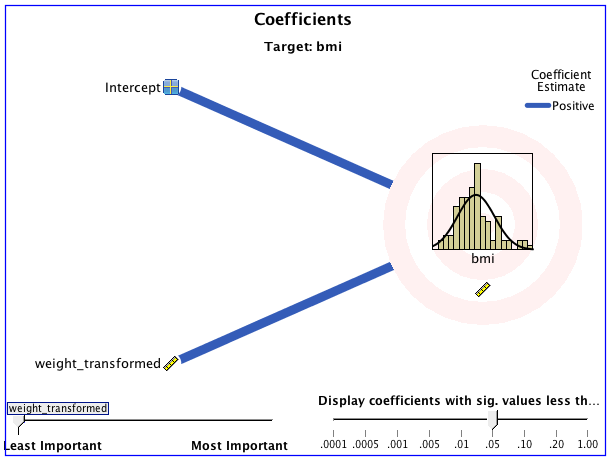 Coefficients
Target: bmi
Coefficient
Estimate
Positive
Intercept
bmi
weight_transformed
weight_transformed
Least Important
Most Important
Display coefficients with sig. values less th...
.0001 .0005 .001 .005 .01 .05 .10 .20 1.00